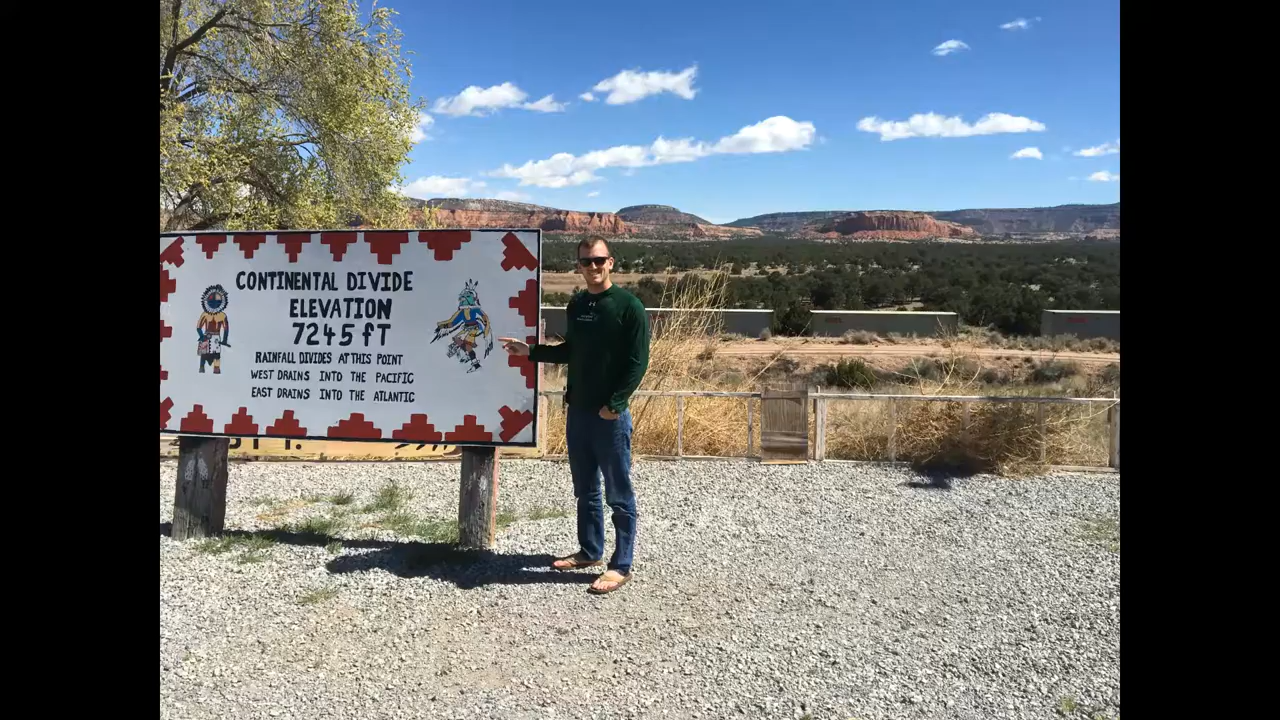 CONTINENTAL DIVIDE
ELEVATION
7245 fT
RAINFALL DIVIDES AT THIS POINT
WEST DRAINS INTO THE PACIFIC
EAST DRAINS INTO THE ATLANTIC